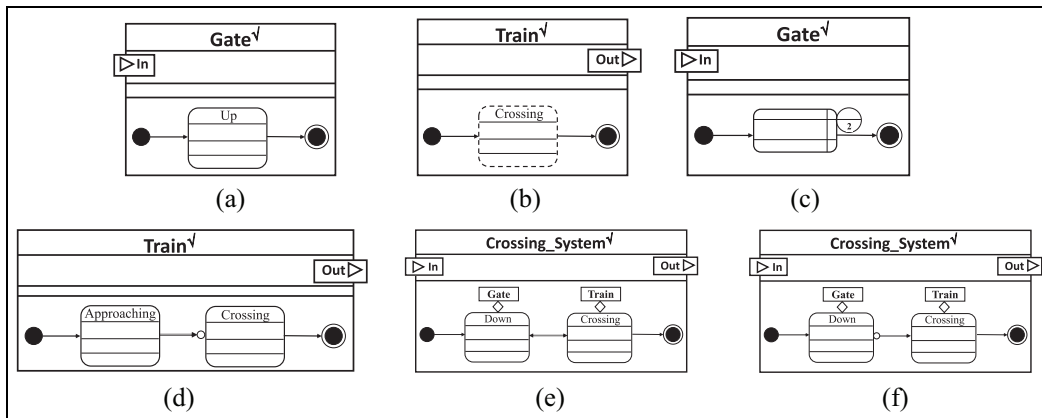 Gate√
In
Up
(a)
Train√
Out
Crossing
(b)
Gate√
In
2
(c)
Train√
Out
Approaching Crossing
(d)
Crossing_System√
In Out
Gate Train
Down Crossing
(e)
Crossing_System√
In Out
Gate Train
Down Crossing
(f)